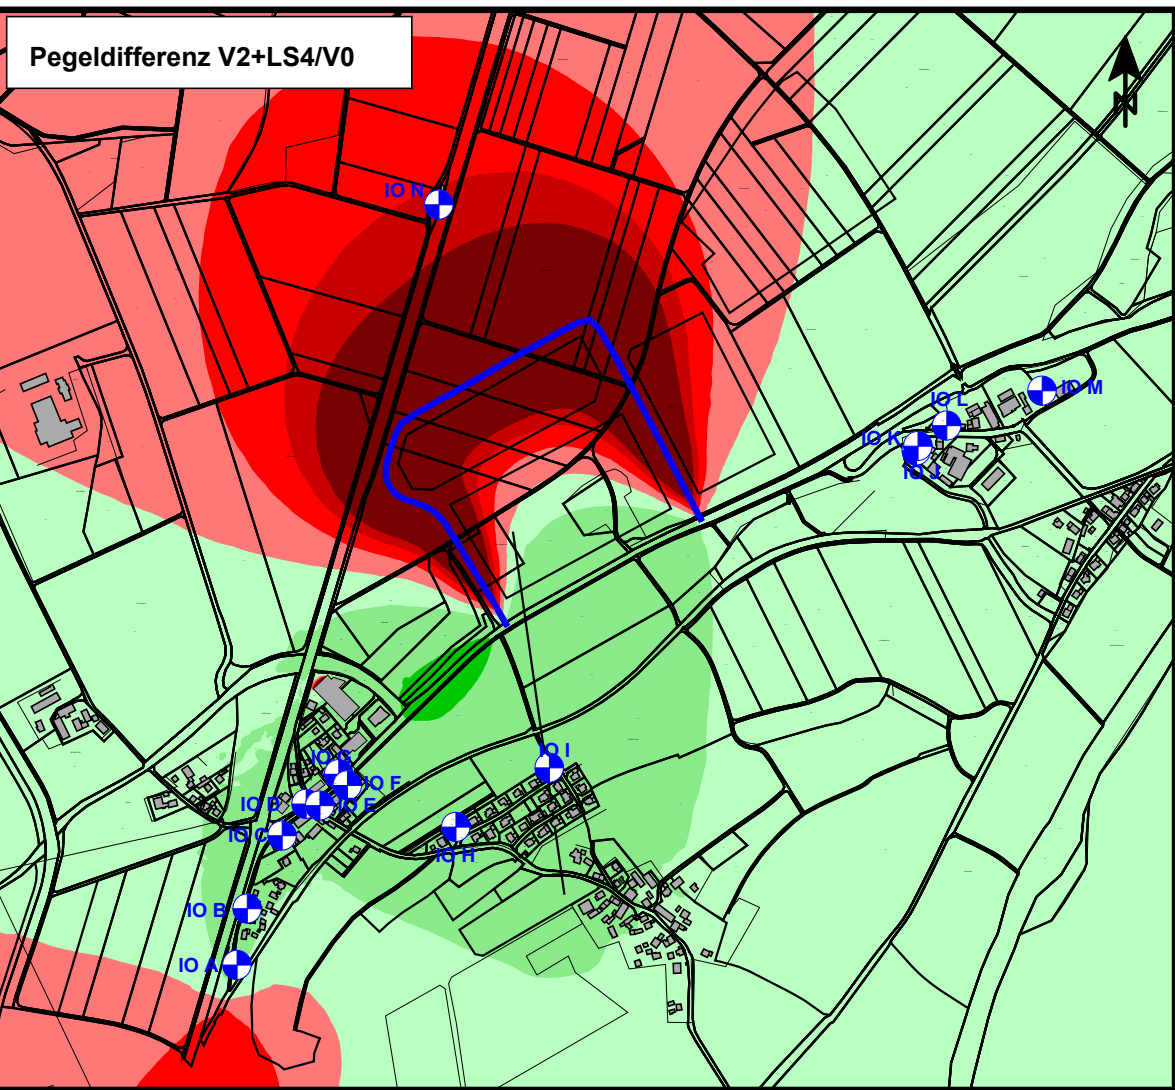 Pegeldifferenz V2+LS4/V0
N
IO N
IO M
IO L
IO K
IO J
IO I
IO G
IO F
IO D
IO E
IO C
IO H
IO B
IO A